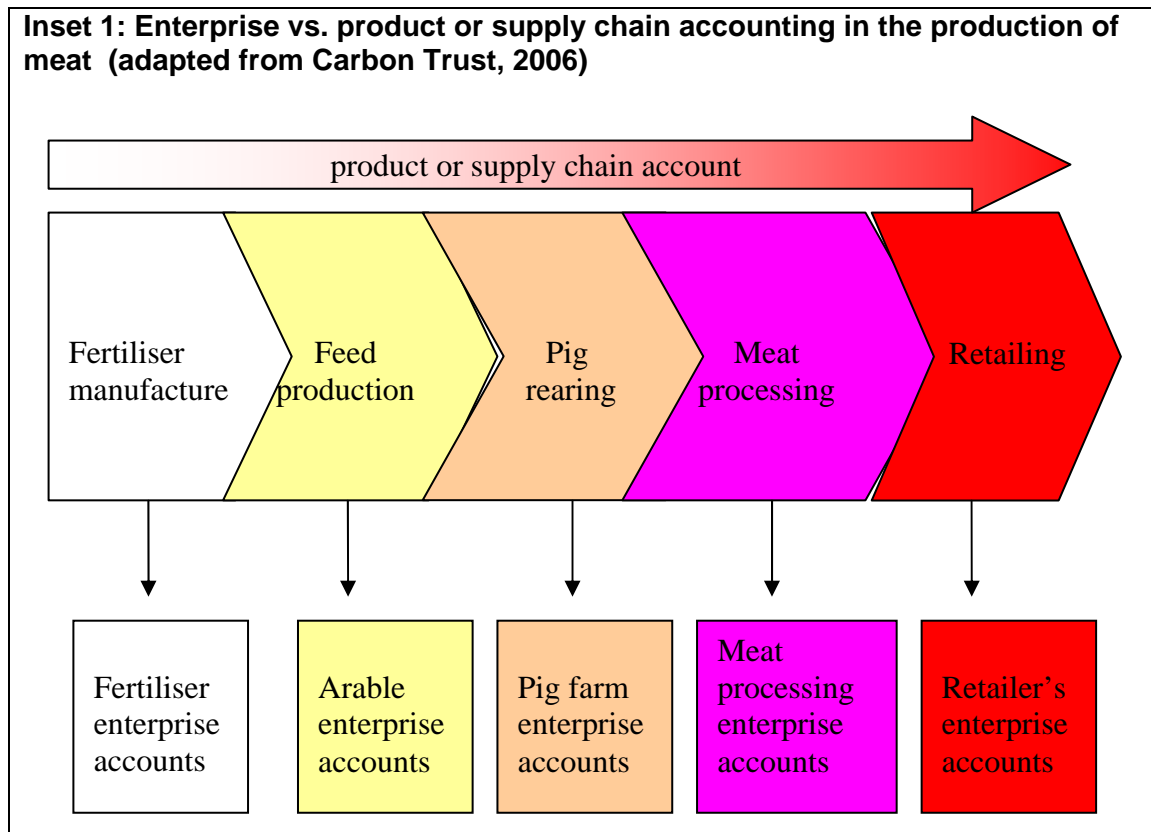 Inset 1: Enterprise vs. product or supply chain accounting in the production of
meat (adapted from Carbon Trust, 2006)
product or supply chain account
Fertiliser
manufacture
Feed
production
Pig
rearing
Meat
processing
Retailing
Fertiliser
enterprise
accounts
Arable
enterprise
accounts
Pig farm
enterprise
accounts
Meat
processing
enterprise
accounts
Retailer’s
enterprise
accounts